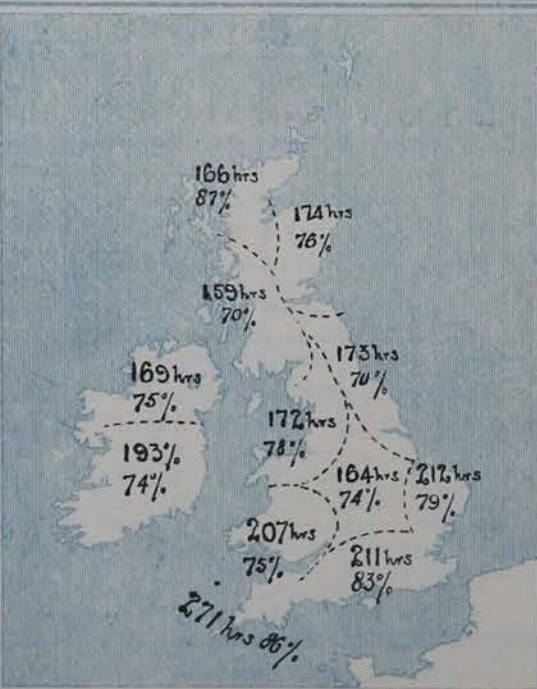 166 hrs
87%
174 hrs
76%
159 hrs
70%
173 hrs
70%
169 hrs
75%
193%
74%
172 hrs
78%
164 hrs
74%
212 hrs
79%
207 hrs
75%
211 hrs
83%
271 hrs 86%